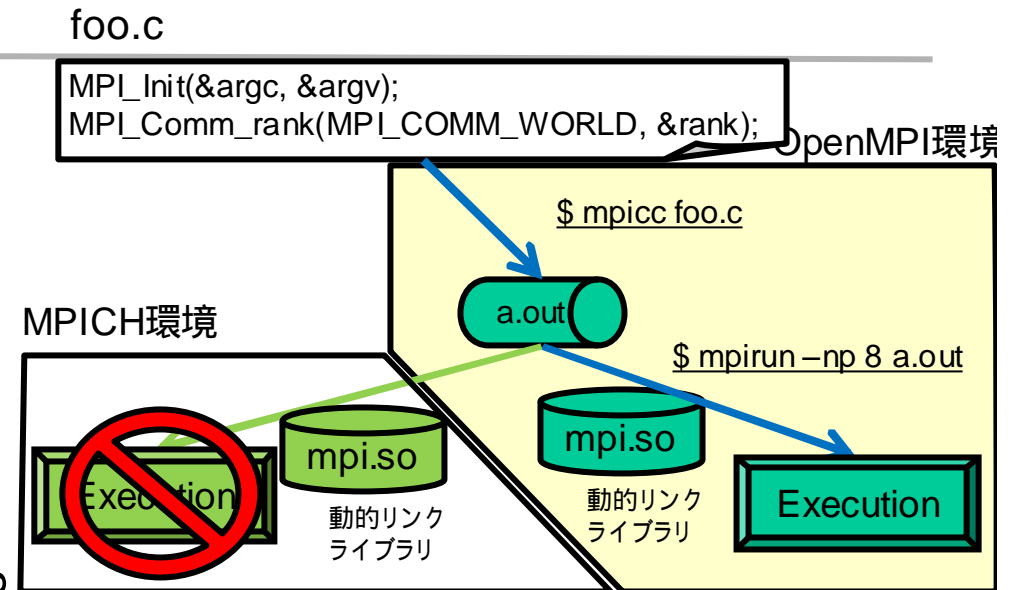 foo.c
MPI_Init(&argc, &argv);
MPI_Comm_rank(MPI_COMM_WORLD, &rank);
OpenMPI環境
$ mpicc foo.c
a.out
MPICH環境
$ mpirun –np 8 a.out
mpi.so
mpi.so
Execution
Execution
動的リンク
ライブラリ
動的リンク
ライブラリ